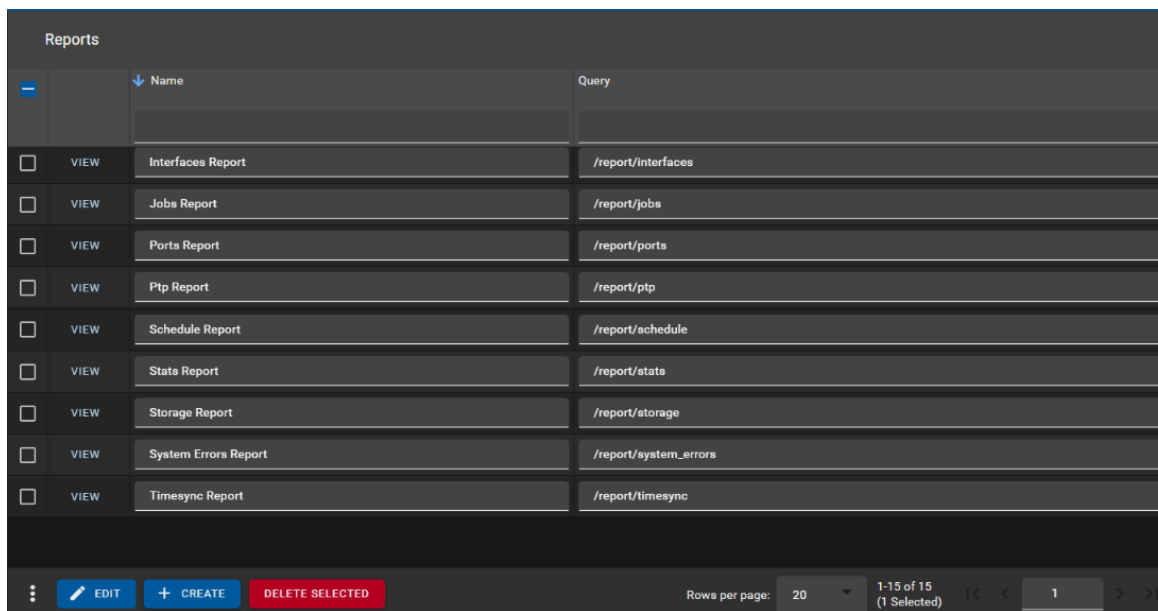 Reports
Name Query
VIEW Interfaces Report /report/interfaces
VIEW Jobs Report /report/jobs
VIEW Ports Report /report/ports
VIEW Ptp Report /report/ptp
VIEW Schedule Report /report/schedule
VIEW Stats Report /report/stats
VIEW Storage Report /report/storage
VIEW System Errors Report /report/system_errors
VIEW Timesync Report /report/timesync
EDIT + CREATE DELETE SELECTED Rows per page: 20 1-15 of 15 1
(1 Selected)